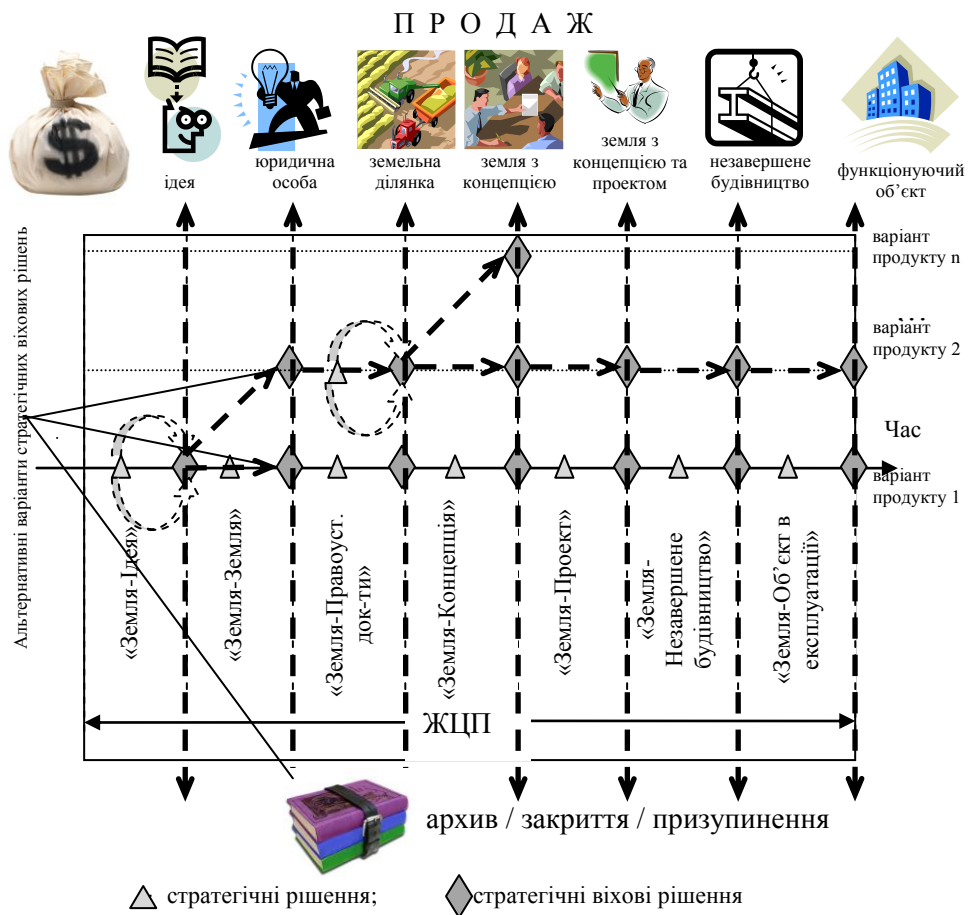 П Р О Д А Ж
$
ідея
юридична
особа
земельна
ділянка
земля з
концепцією
земля з
концепцією та
проектом
незавершене
будівництво
функціонуючий
об’єкт
Альтернативні варіанти стратегічних віхових рішень
варіант
продукту n
...
варіант
продукту 2
Час
варіант
продукту 1
«Земля-Ідея»
«Земля-Земля»
«Земля-Правоуст.
док-ти»
«Земля-Концепція»
«Земля-Проект»
«Земля-
Незавершене
будівництво»
«Земля-Об’єкт в
експлуатації»
ЖЦП
архив / закриття / призупинення
стратегічні рішення;
стратегічні віхові рішення